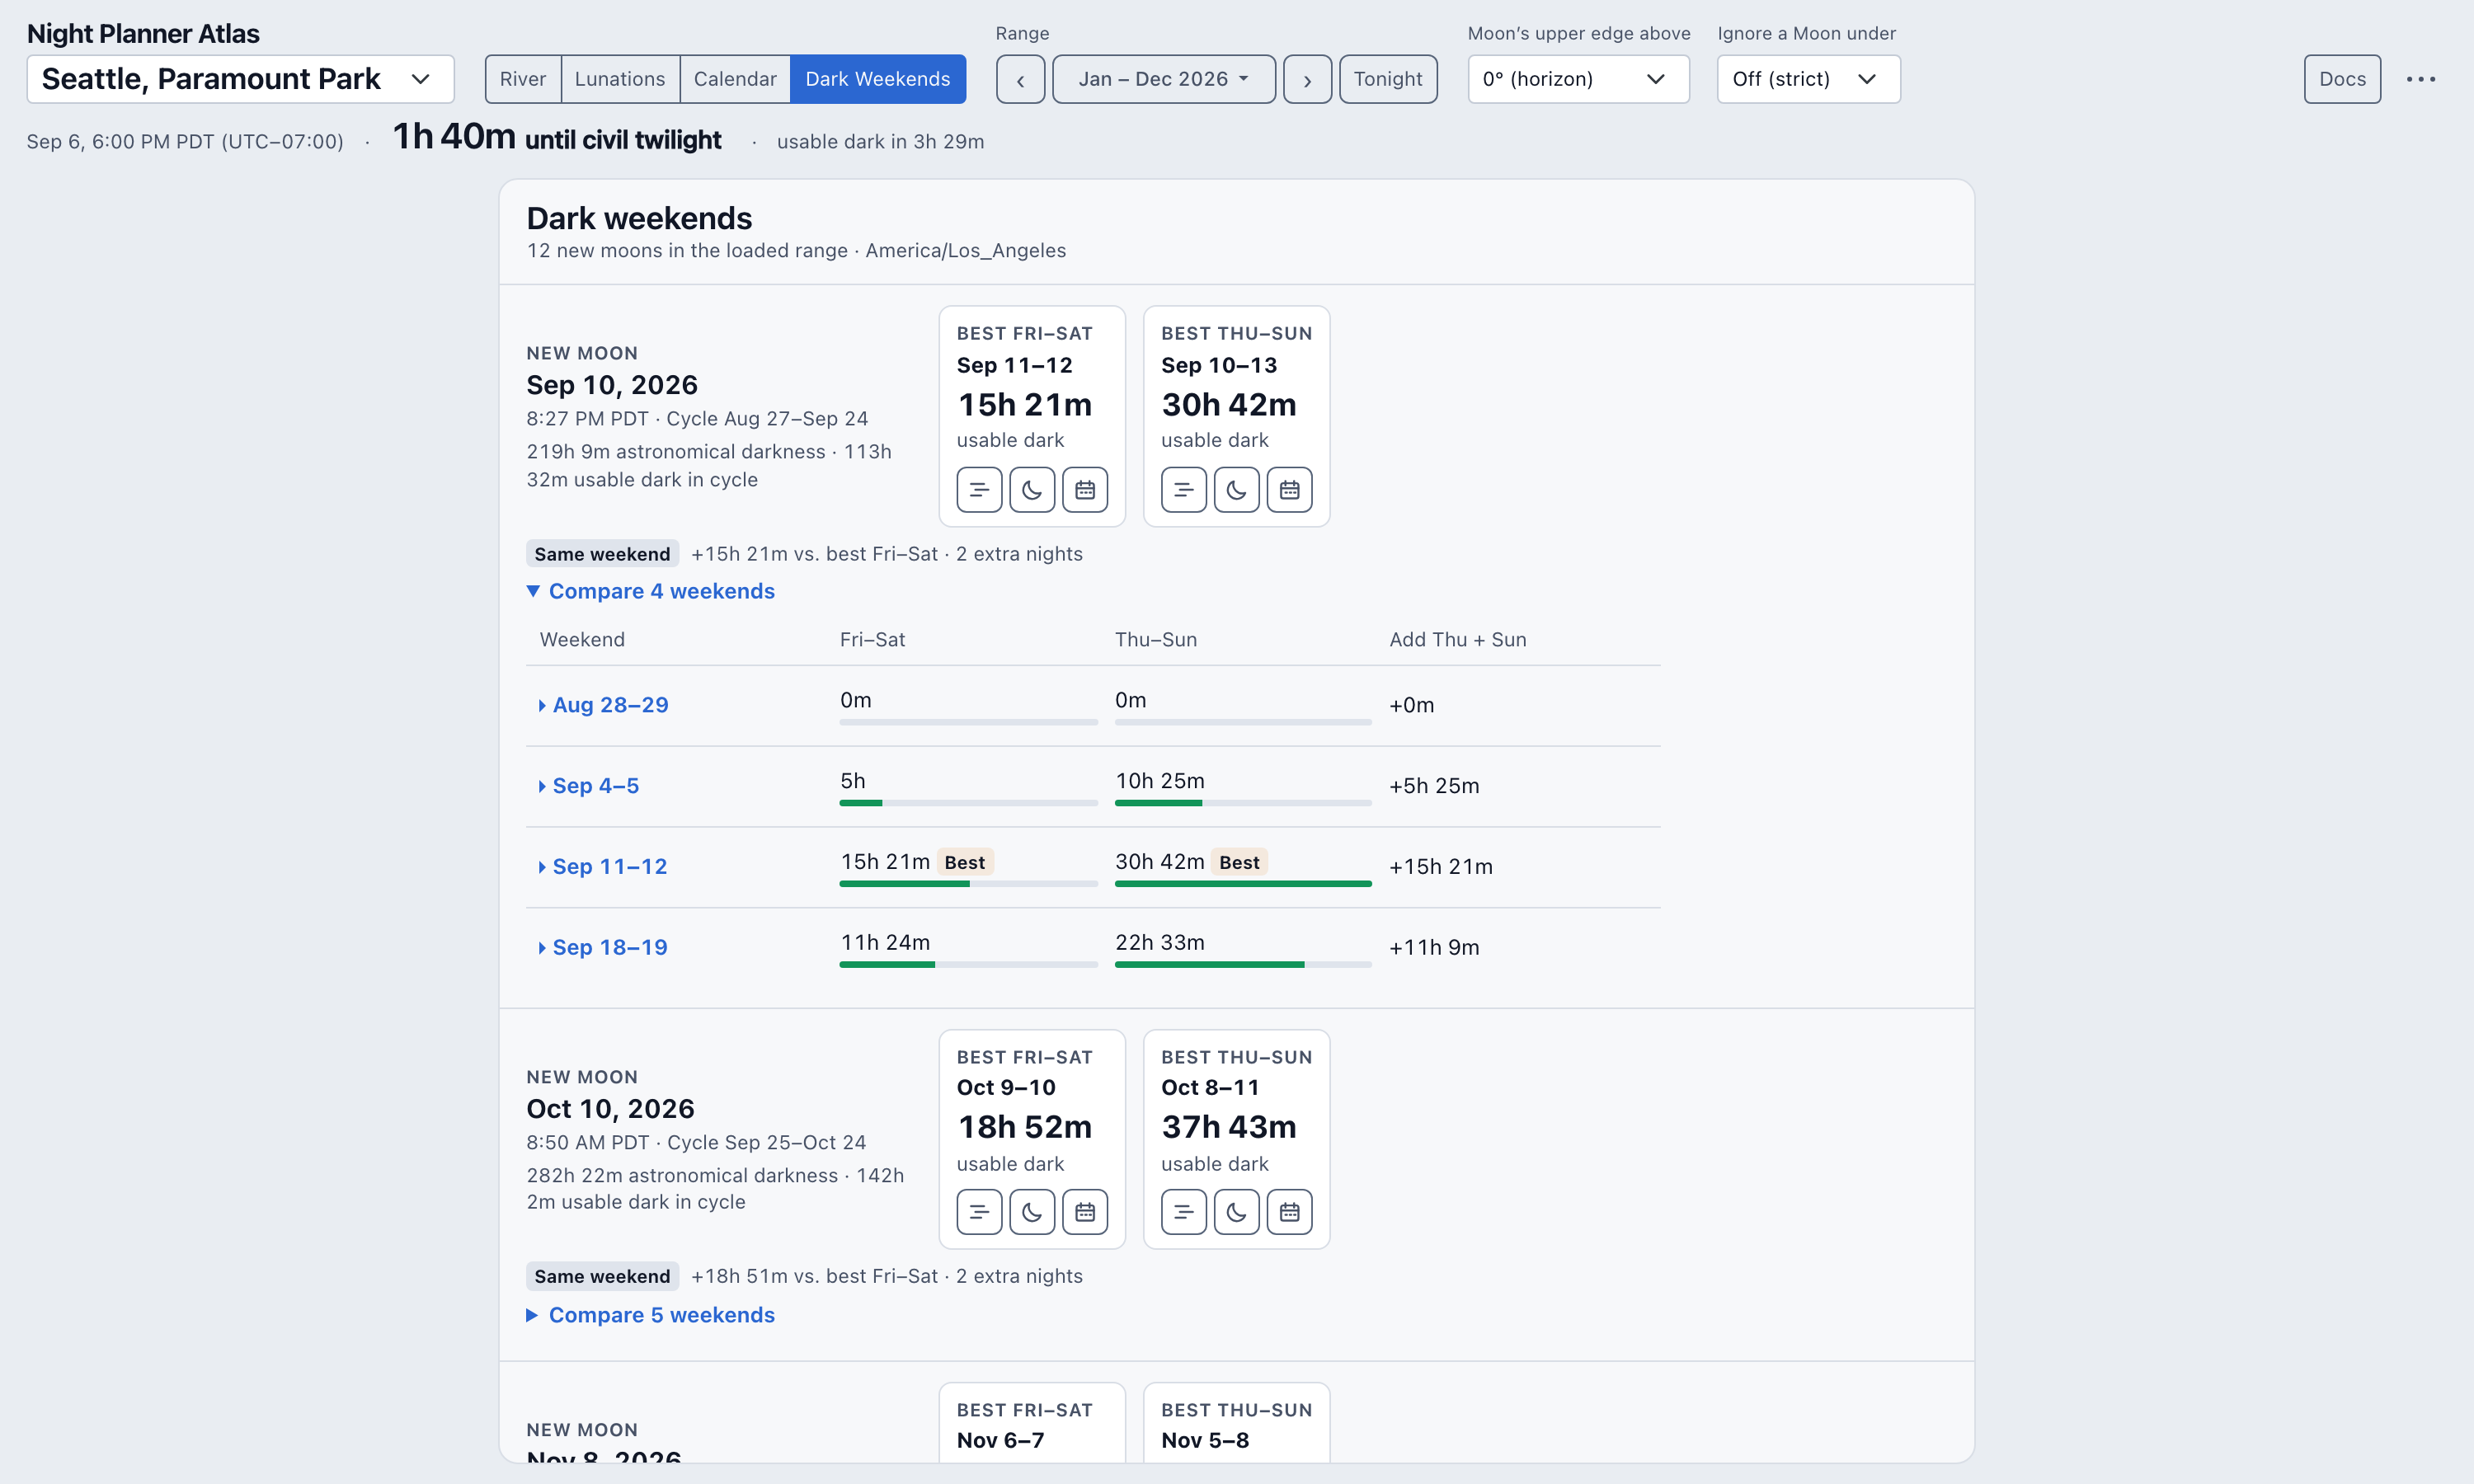 Night Planner Atlas
Seattle, Paramount Park
River
Lunations
Calendar
Dark Weekends
Range
‹
Jan – Dec 2026
›
Tonight
Moon’s upper edge above
0° (horizon)
Ignore a Moon under
Off (strict)
Docs
Sep 6, 6:00 PM PDT (UTC−07:00) · 1h 40m until civil twilight · usable dark in 3h 29m
Dark weekends
12 new moons in the loaded range · America/Los_Angeles
NEW MOON
Sep 10, 2026
8:27 PM PDT · Cycle Aug 27–Sep 24
219h 9m astronomical darkness · 113h
32m usable dark in cycle
BEST FRI–SAT
Sep 11–12
15h 21m
usable dark
BEST THU–SUN
Sep 10–13
30h 42m
usable dark
Same weekend +15h 21m vs. best Fri–Sat · 2 extra nights
Compare 4 weekends
Weekend Fri–Sat Thu–Sun Add Thu + Sun
Aug 28–29 0m 0m +0m
Sep 4–5 5h 10h 25m +5h 25m
Sep 11–12 15h 21m Best 30h 42m Best +15h 21m
Sep 18–19 11h 24m 22h 33m +11h 9m
NEW MOON
Oct 10, 2026
8:50 AM PDT · Cycle Sep 25–Oct 24
282h 22m astronomical darkness · 142h
2m usable dark in cycle
BEST FRI–SAT
Oct 9–10
18h 52m
usable dark
BEST THU–SUN
Oct 8–11
37h 43m
usable dark
Same weekend +18h 51m vs. best Fri–Sat · 2 extra nights
Compare 5 weekends
NEW MOON
Nov 8, 2026
BEST FRI–SAT
Nov 6–7
BEST THU–SUN
Nov 5–8